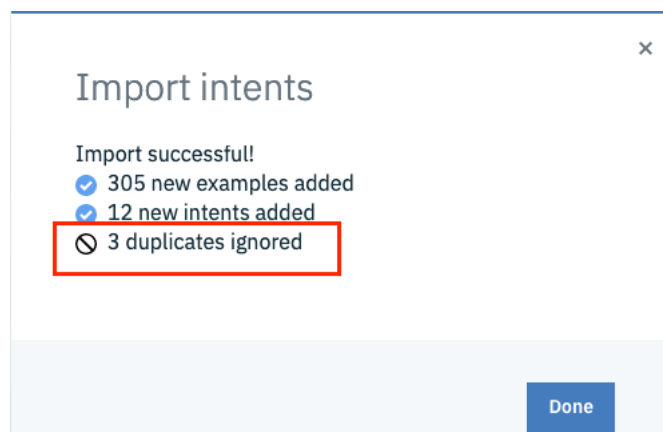 Import intents
Import successful!
305 new examples added
12 new intents added
3 duplicates ignored
Done